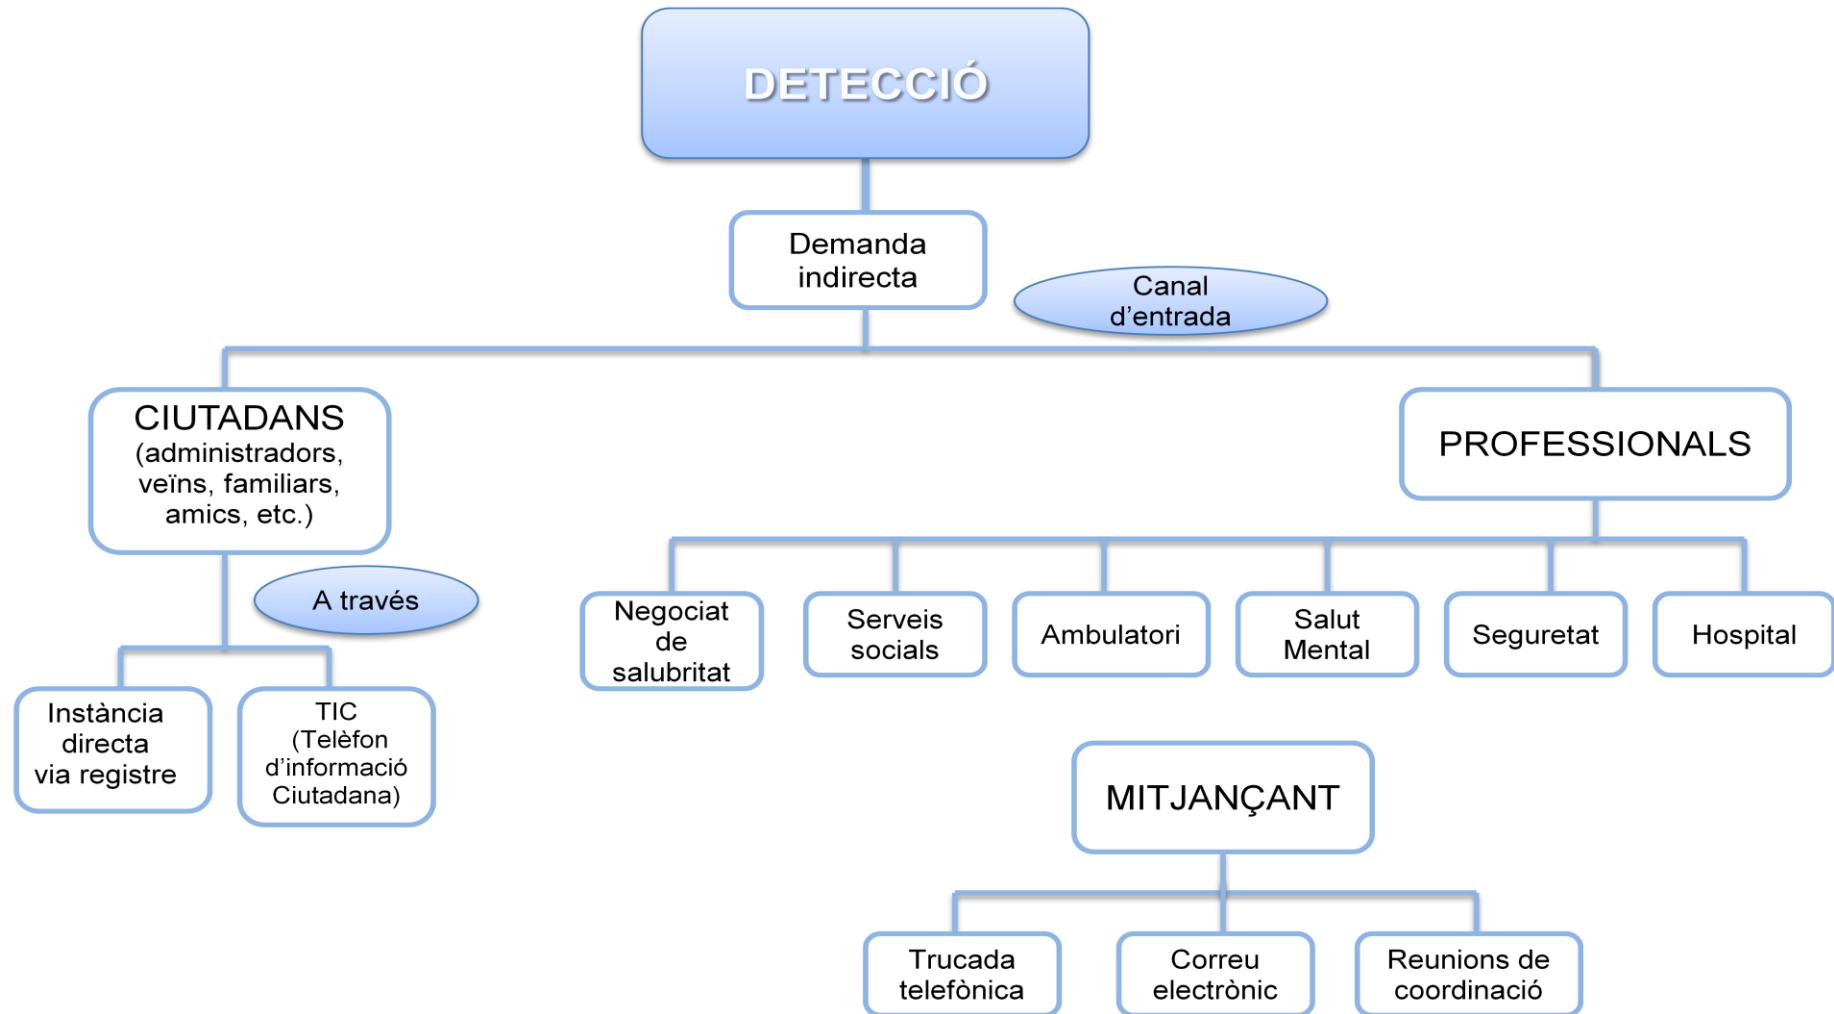 DETECCIÓ
Demanda
indirecta
Canal
d’entrada
CIUTADANS
(administradors,
veïns, familiars,
amics, etc.)
PROFESSIONALS
A través
Instància
directa
via registre
TIC
(Telèfon
d’informació
Ciutadana)
Negociat
de
salubritat
Serveis
socials
Ambulatori
Salut
Mental
Seguretat
Hospital
MITJANÇANT
Trucada
telefònica
Correu
electrònic
Reunions de
coordinació